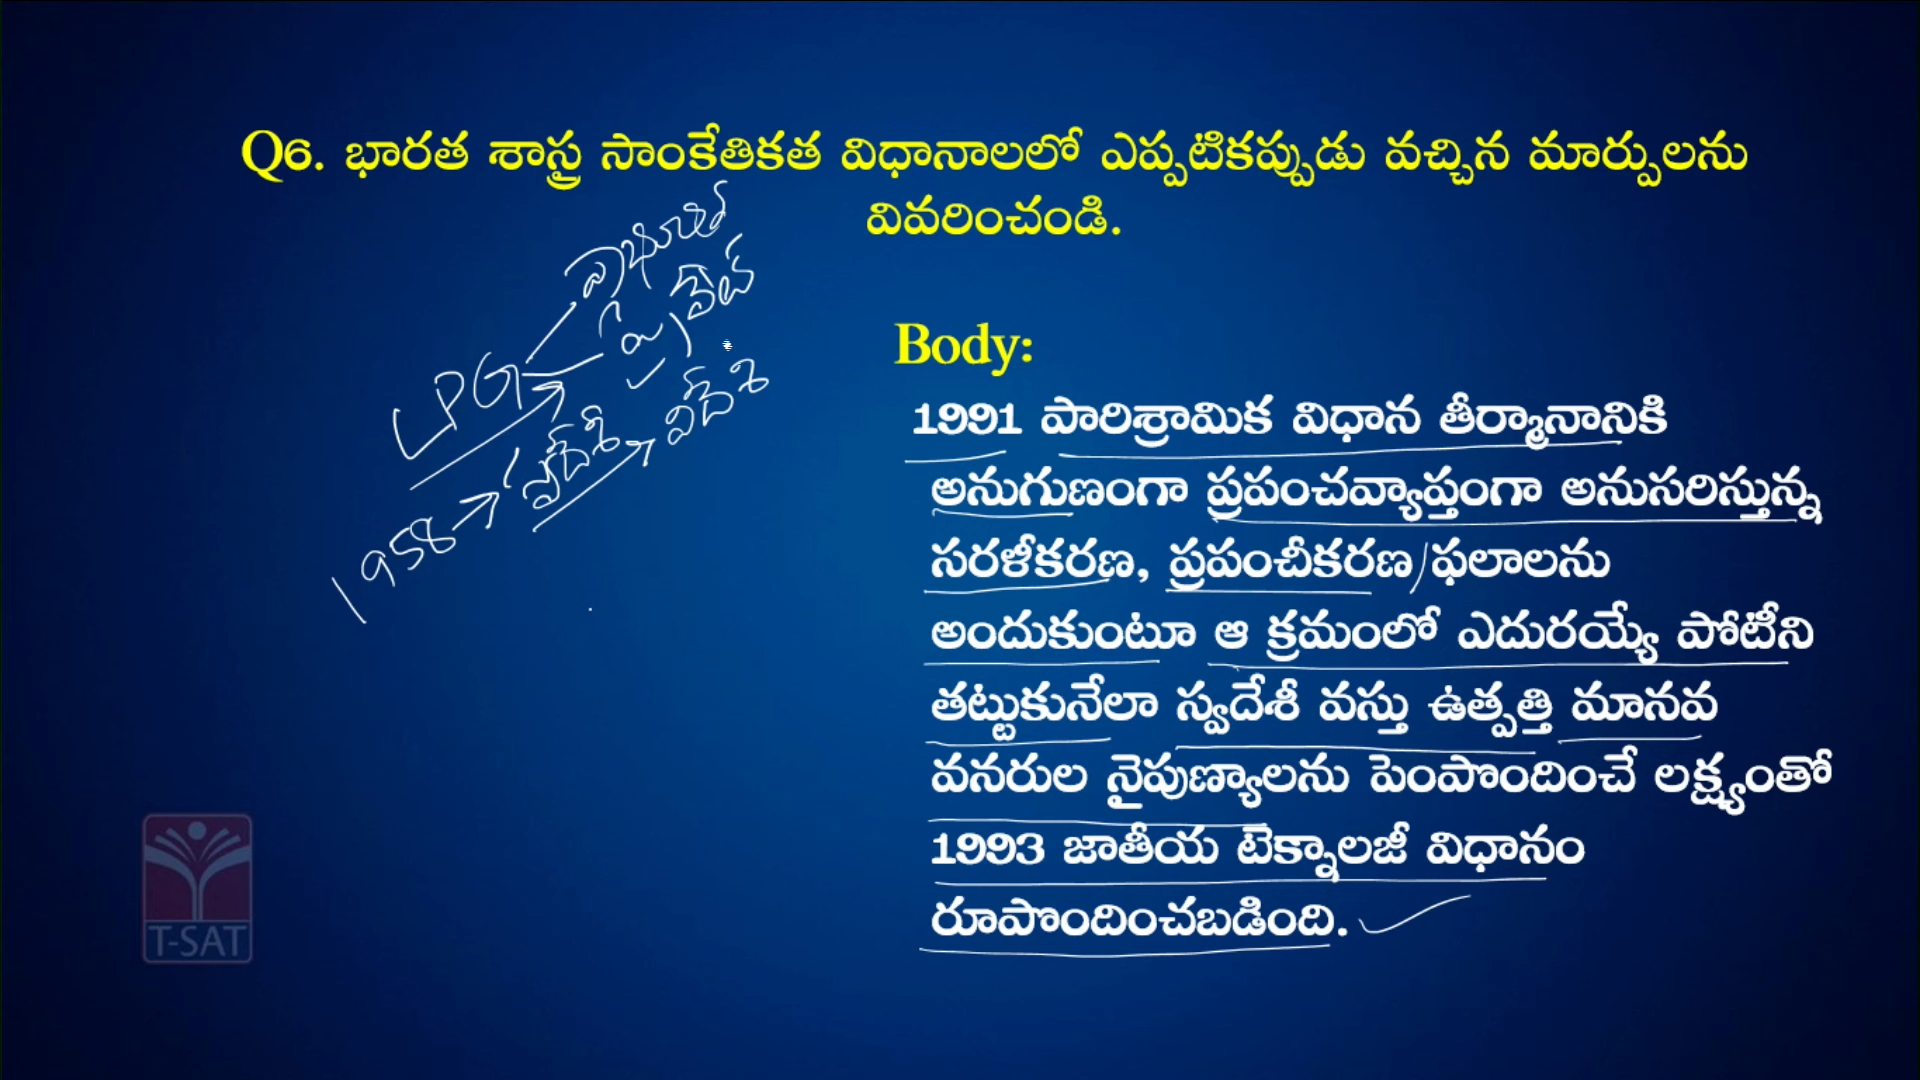 Q6. భారత శాస్త్ర సాంకేతికత విధానాలలో ఎప్పటికప్పుడు వచ్చిన మార్పులను
వివరించండి.
LPG
ప్రైవేట్
1958 → స్వదేశీ → విదేశీ
Body:
1991 పారిశ్రామిక విధాన తీర్మానానికి
అనుగుణంగా ప్రపంచవ్యాప్తంగా అనుసరిస్తున్న
సరళీకరణ, ప్రపంచీకరణ/ఫలాలను
అందుకుంటూ ఆ క్రమంలో ఎదురయ్యే పోటీని
తట్టుకునేలా స్వదేశీ వస్తు ఉత్పత్తి మానవ
వనరుల నైపుణ్యాలను పెంపొందించే లక్ష్యంతో
1993 జాతీయ టెక్నాలజీ విధానం
రూపొందించబడింది.
T-SAT